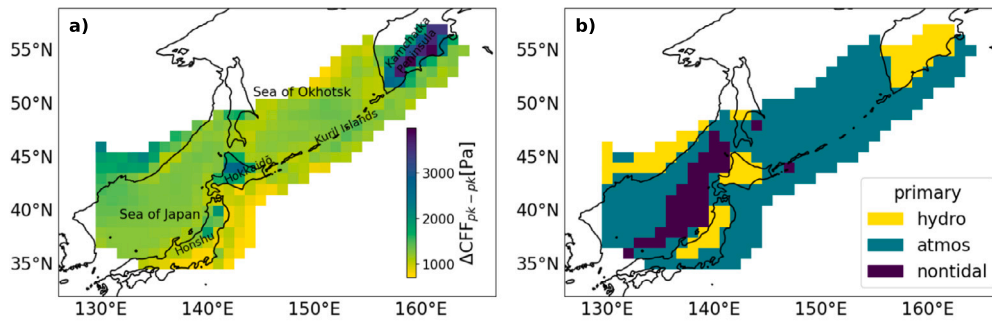 a)
55°N
50°N
45°N
40°N
35°N
130°E
140°E
150°E
160°E
Kamchatka
Peninsula
Sea of Okhotsk
Kuril Islands
Hokkaido
Sea of Japan
Honshu
3000
2000
1000
ΔCFF pk − pk [Pa]
b)
55°N
50°N
45°N
40°N
35°N
130°E
140°E
150°E
160°E
primary
hydro
atmos
nontidal